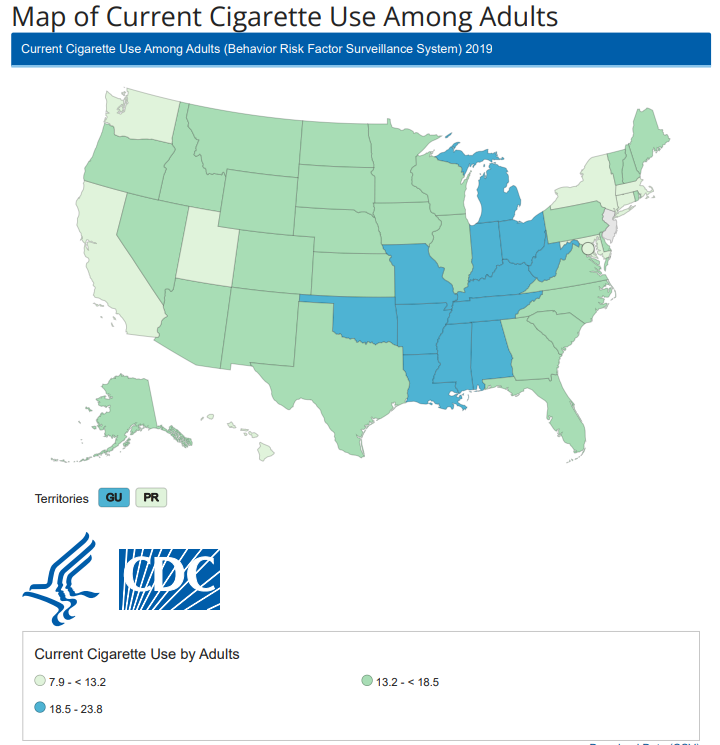 Map of Current Cigarette Use Among Adults
Current Cigarette Use Among Adults (Behavior Risk Factor Surveillance System) 2019
Territories GU PR
CDC
Current Cigarette Use by Adults
7.9 - < 13.2 13.2 - < 18.5
18.5 - 23.8